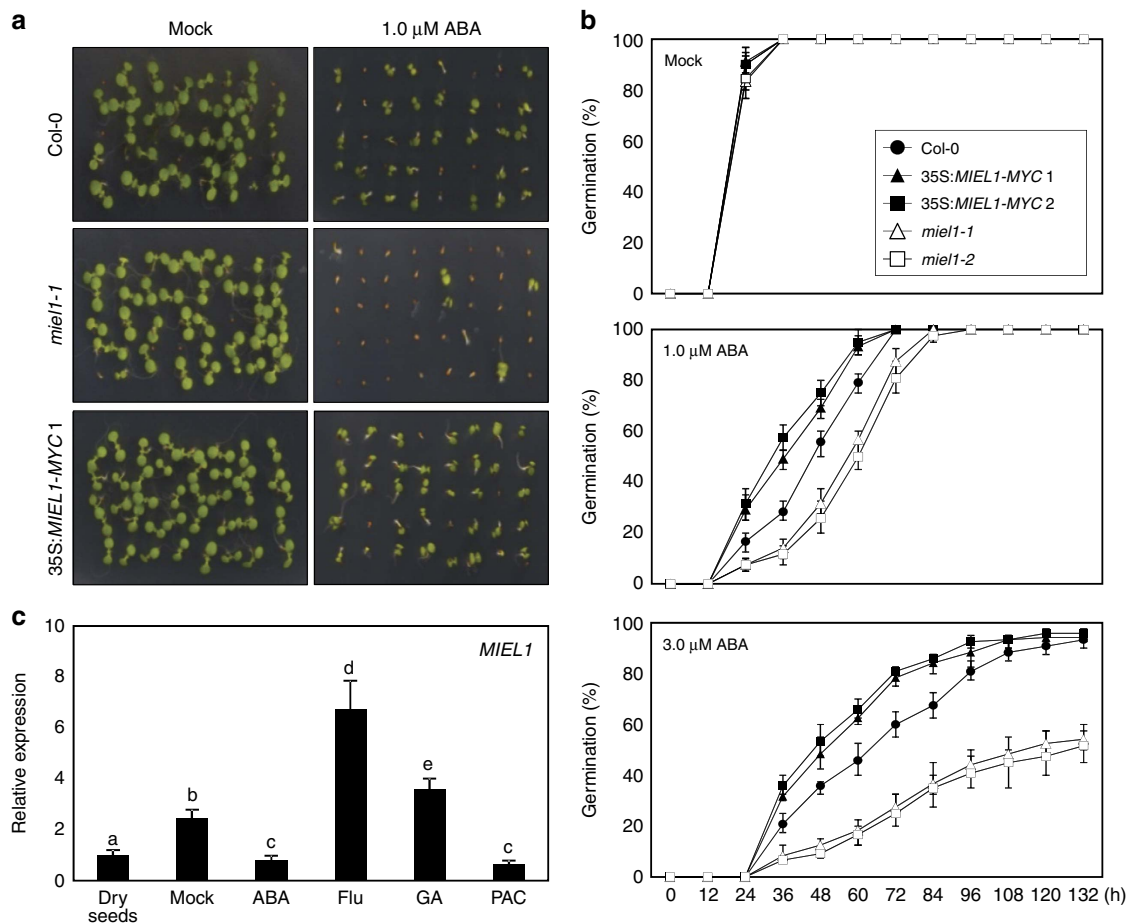 a
Mock
1.0 μM ABA
Col-0
miel1-1
35S:MIEL1-MYC 1
b
100
80
60
40
20
0
Germination (%)
Mock
Col-0
35S:MIEL1-MYC 1
35S:MIEL1-MYC 2
miel1-1
miel1-2
100
80
60
40
20
0
Germination (%)
1.0 μM ABA
100
80
60
40
20
0
Germination (%)
3.0 μM ABA
0 12 24 36 48 60 72 84 96 108 120 132 (h)
c
10
8
6
4
2
0
Relative expression
MIEL1
a
b
c
d
e
c
Dry seeds
Mock
ABA
Flu
GA
PAC